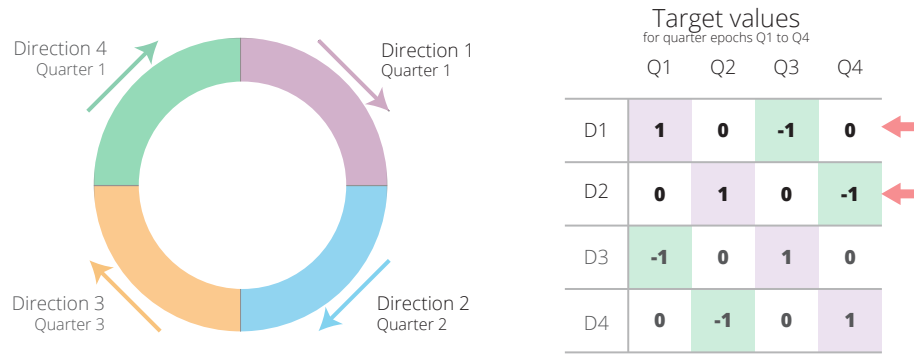 Direction 4
Quarter 1
Direction 1
Quarter 1
Direction 3
Quarter 3
Direction 2
Quarter 2
Target values
for quarter epochs Q1 to Q4
Q1 Q2 Q3 Q4
D1 1 0 -1 0
D2 0 1 0 -1
D3 -1 0 1 0
D4 0 -1 0 1